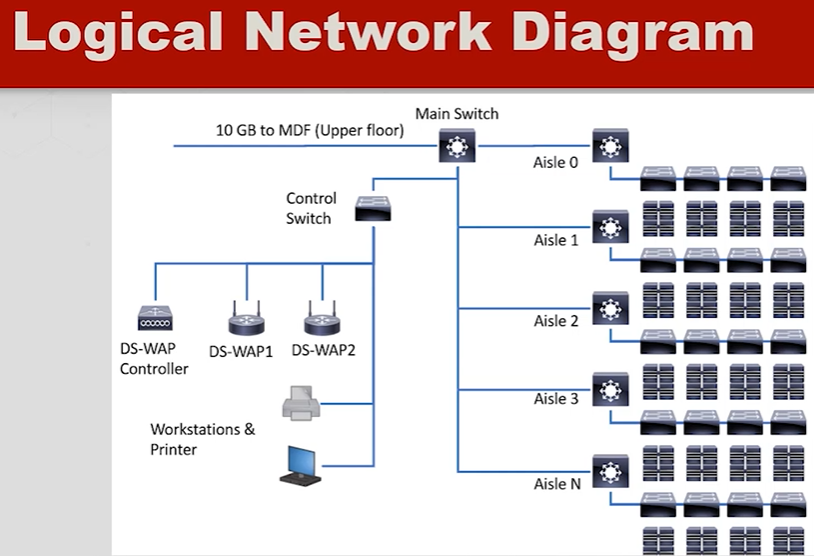 Logical Network Diagram
Main Switch
10 GB to MDF (Upper floor)
Aisle 0
Control
Switch
Aisle 1
Aisle 2
DS-WAP
Controller
DS-WAP1
DS-WAP2
Aisle 3
Workstations &
Printer
Aisle N